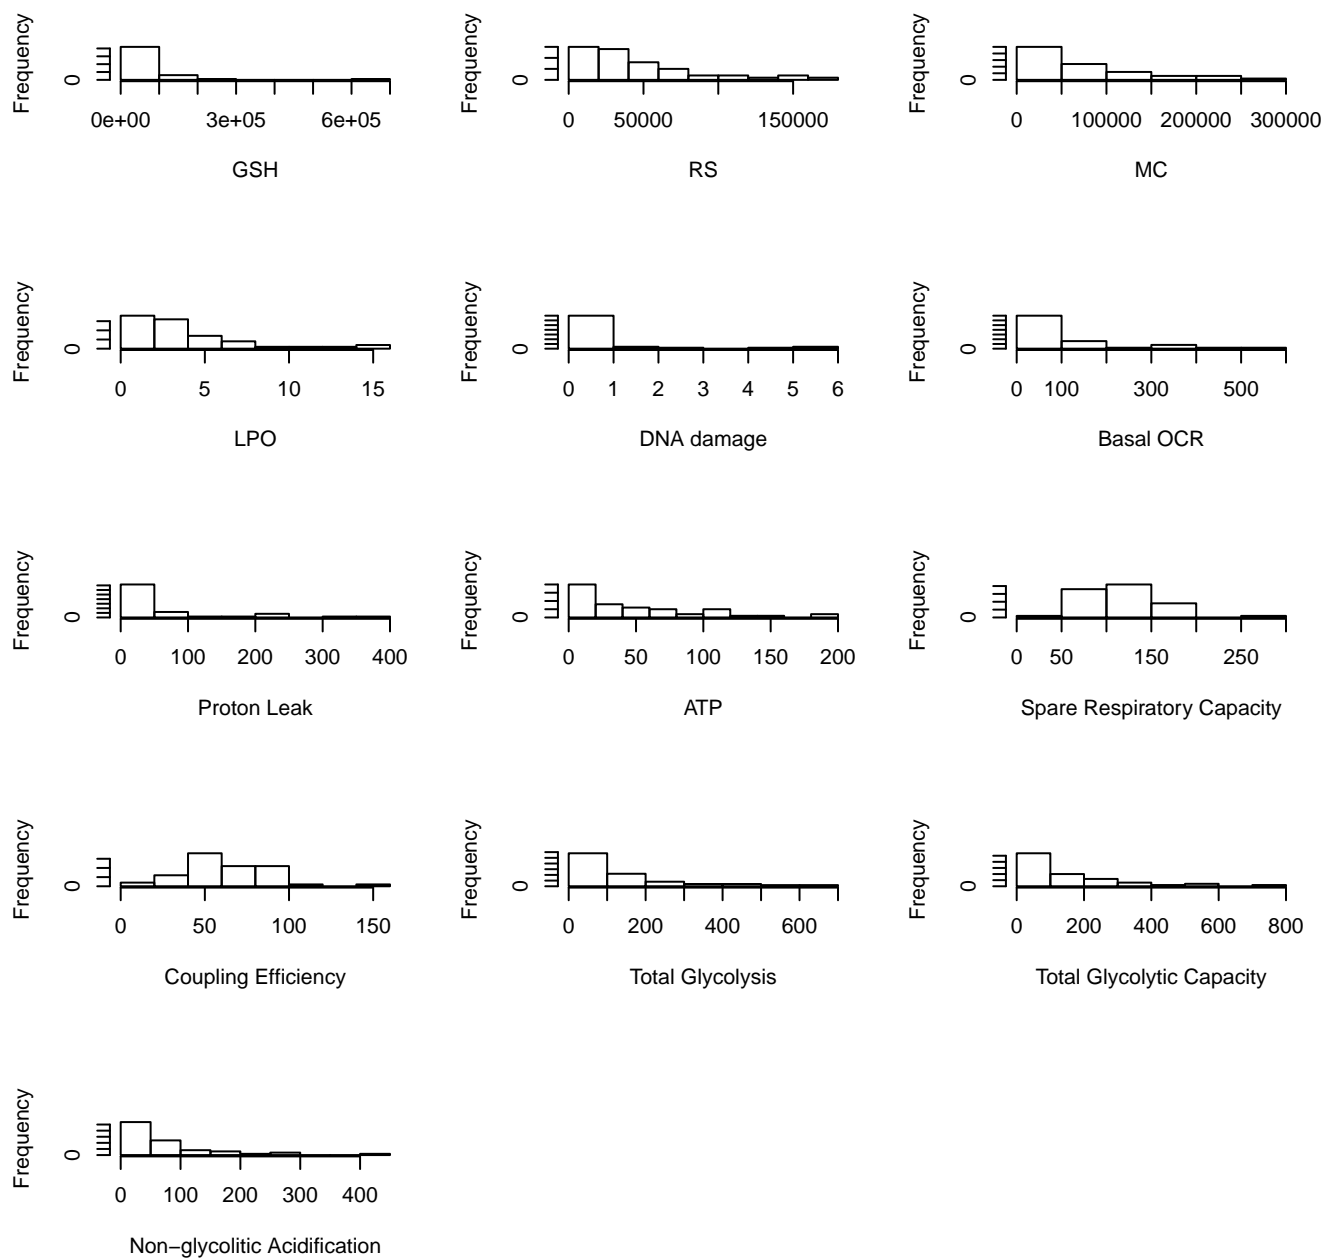 Frequency
0
0e+00 3e+05 6e+05
GSH
Frequency
0
0 50000 150000
RS
Frequency
0
0 100000 200000 300000
MC
Frequency
0
0 5 10 15
LPO
Frequency
0
0 1 2 3 4 5 6
DNA damage
Frequency
0
0 100 300 500
Basal OCR
Frequency
0
0 100 200 300 400
Proton Leak
Frequency
0
0 50 100 150 200
ATP
Frequency
0
0 50 150 250
Spare Respiratory Capacity
Frequency
0
0 50 100 150
Coupling Efficiency
Frequency
0
0 200 400 600
Total Glycolysis
Frequency
0
0 200 400 600 800
Total Glycolytic Capacity
Frequency
0
0 100 200 300 400
Non−glycolitic Acidification